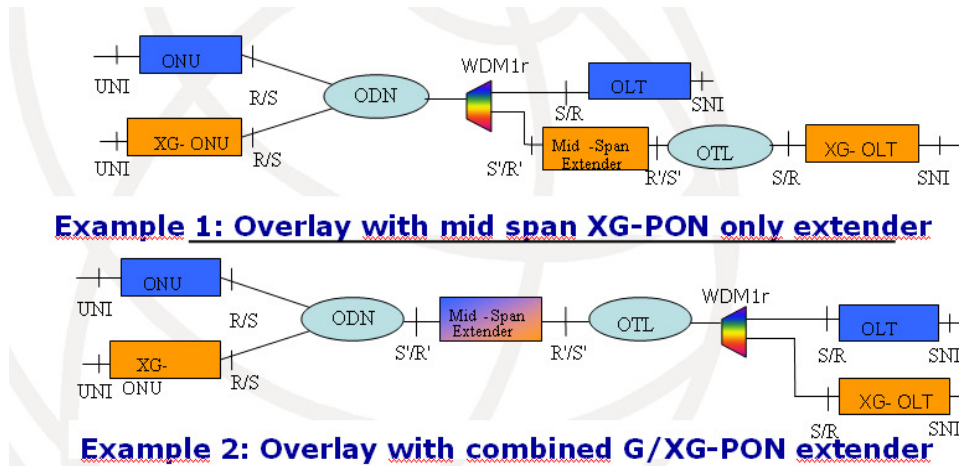 ONU
UNI
R/S
XG- ONU
UNI
R/S
ODN
WDM1r
S/R
OLT
SNI
S'/R'
Mid -Span
Extender
R'/S'
OTL
S/R
XG- OLT
SNI
Example 1: Overlay with mid span XG-PON only extender
ONU
UNI
R/S
XG-
ONU
UNI
R/S
ODN
S'/R'
Mid -Span
Extender
R'/S'
OTL
WDM1r
S/R
OLT
SNI
S/R
XG- OLT
SNI
Example 2: Overlay with combined G/XG-PON extender